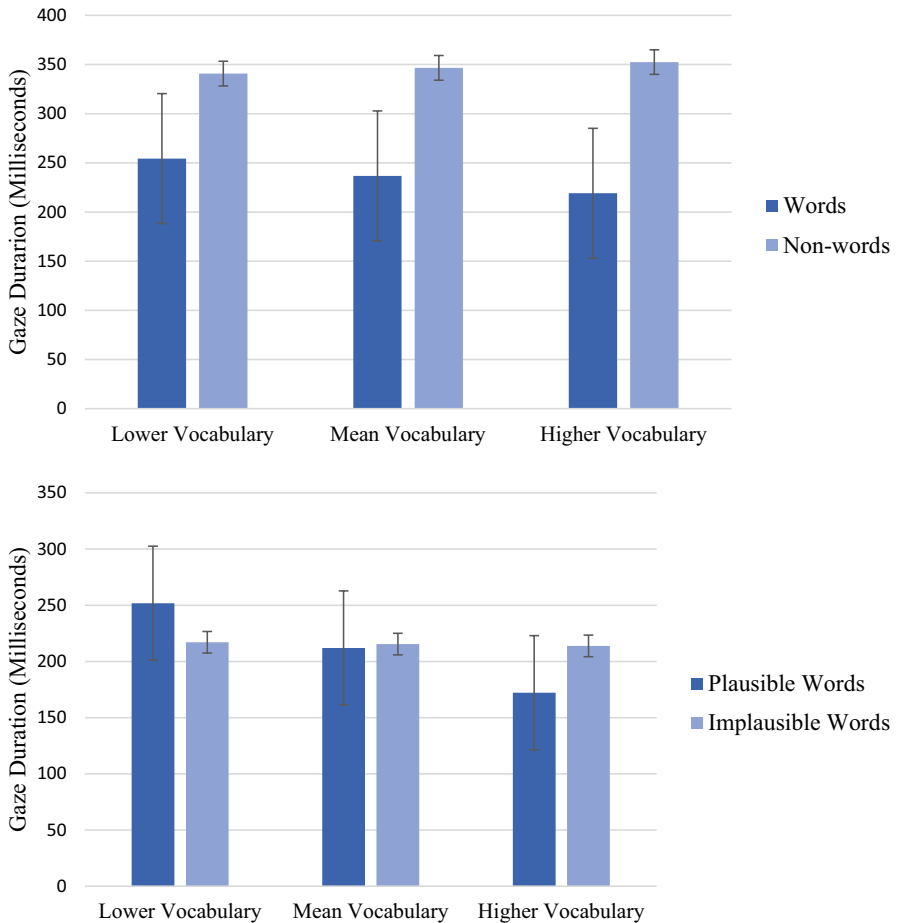 400
350
300
250
200
150
100
50
0
Gaze Durarion (Milliseconds)
Lower Vocabulary
Mean Vocabulary
Higher Vocabulary
Words
Non-words
350
300
250
200
150
100
50
0
Gaze Duration (Milliseconds)
Lower Vocabulary
Mean Vocabulary
Higher Vocabulary
Plausible Words
Implausible Words